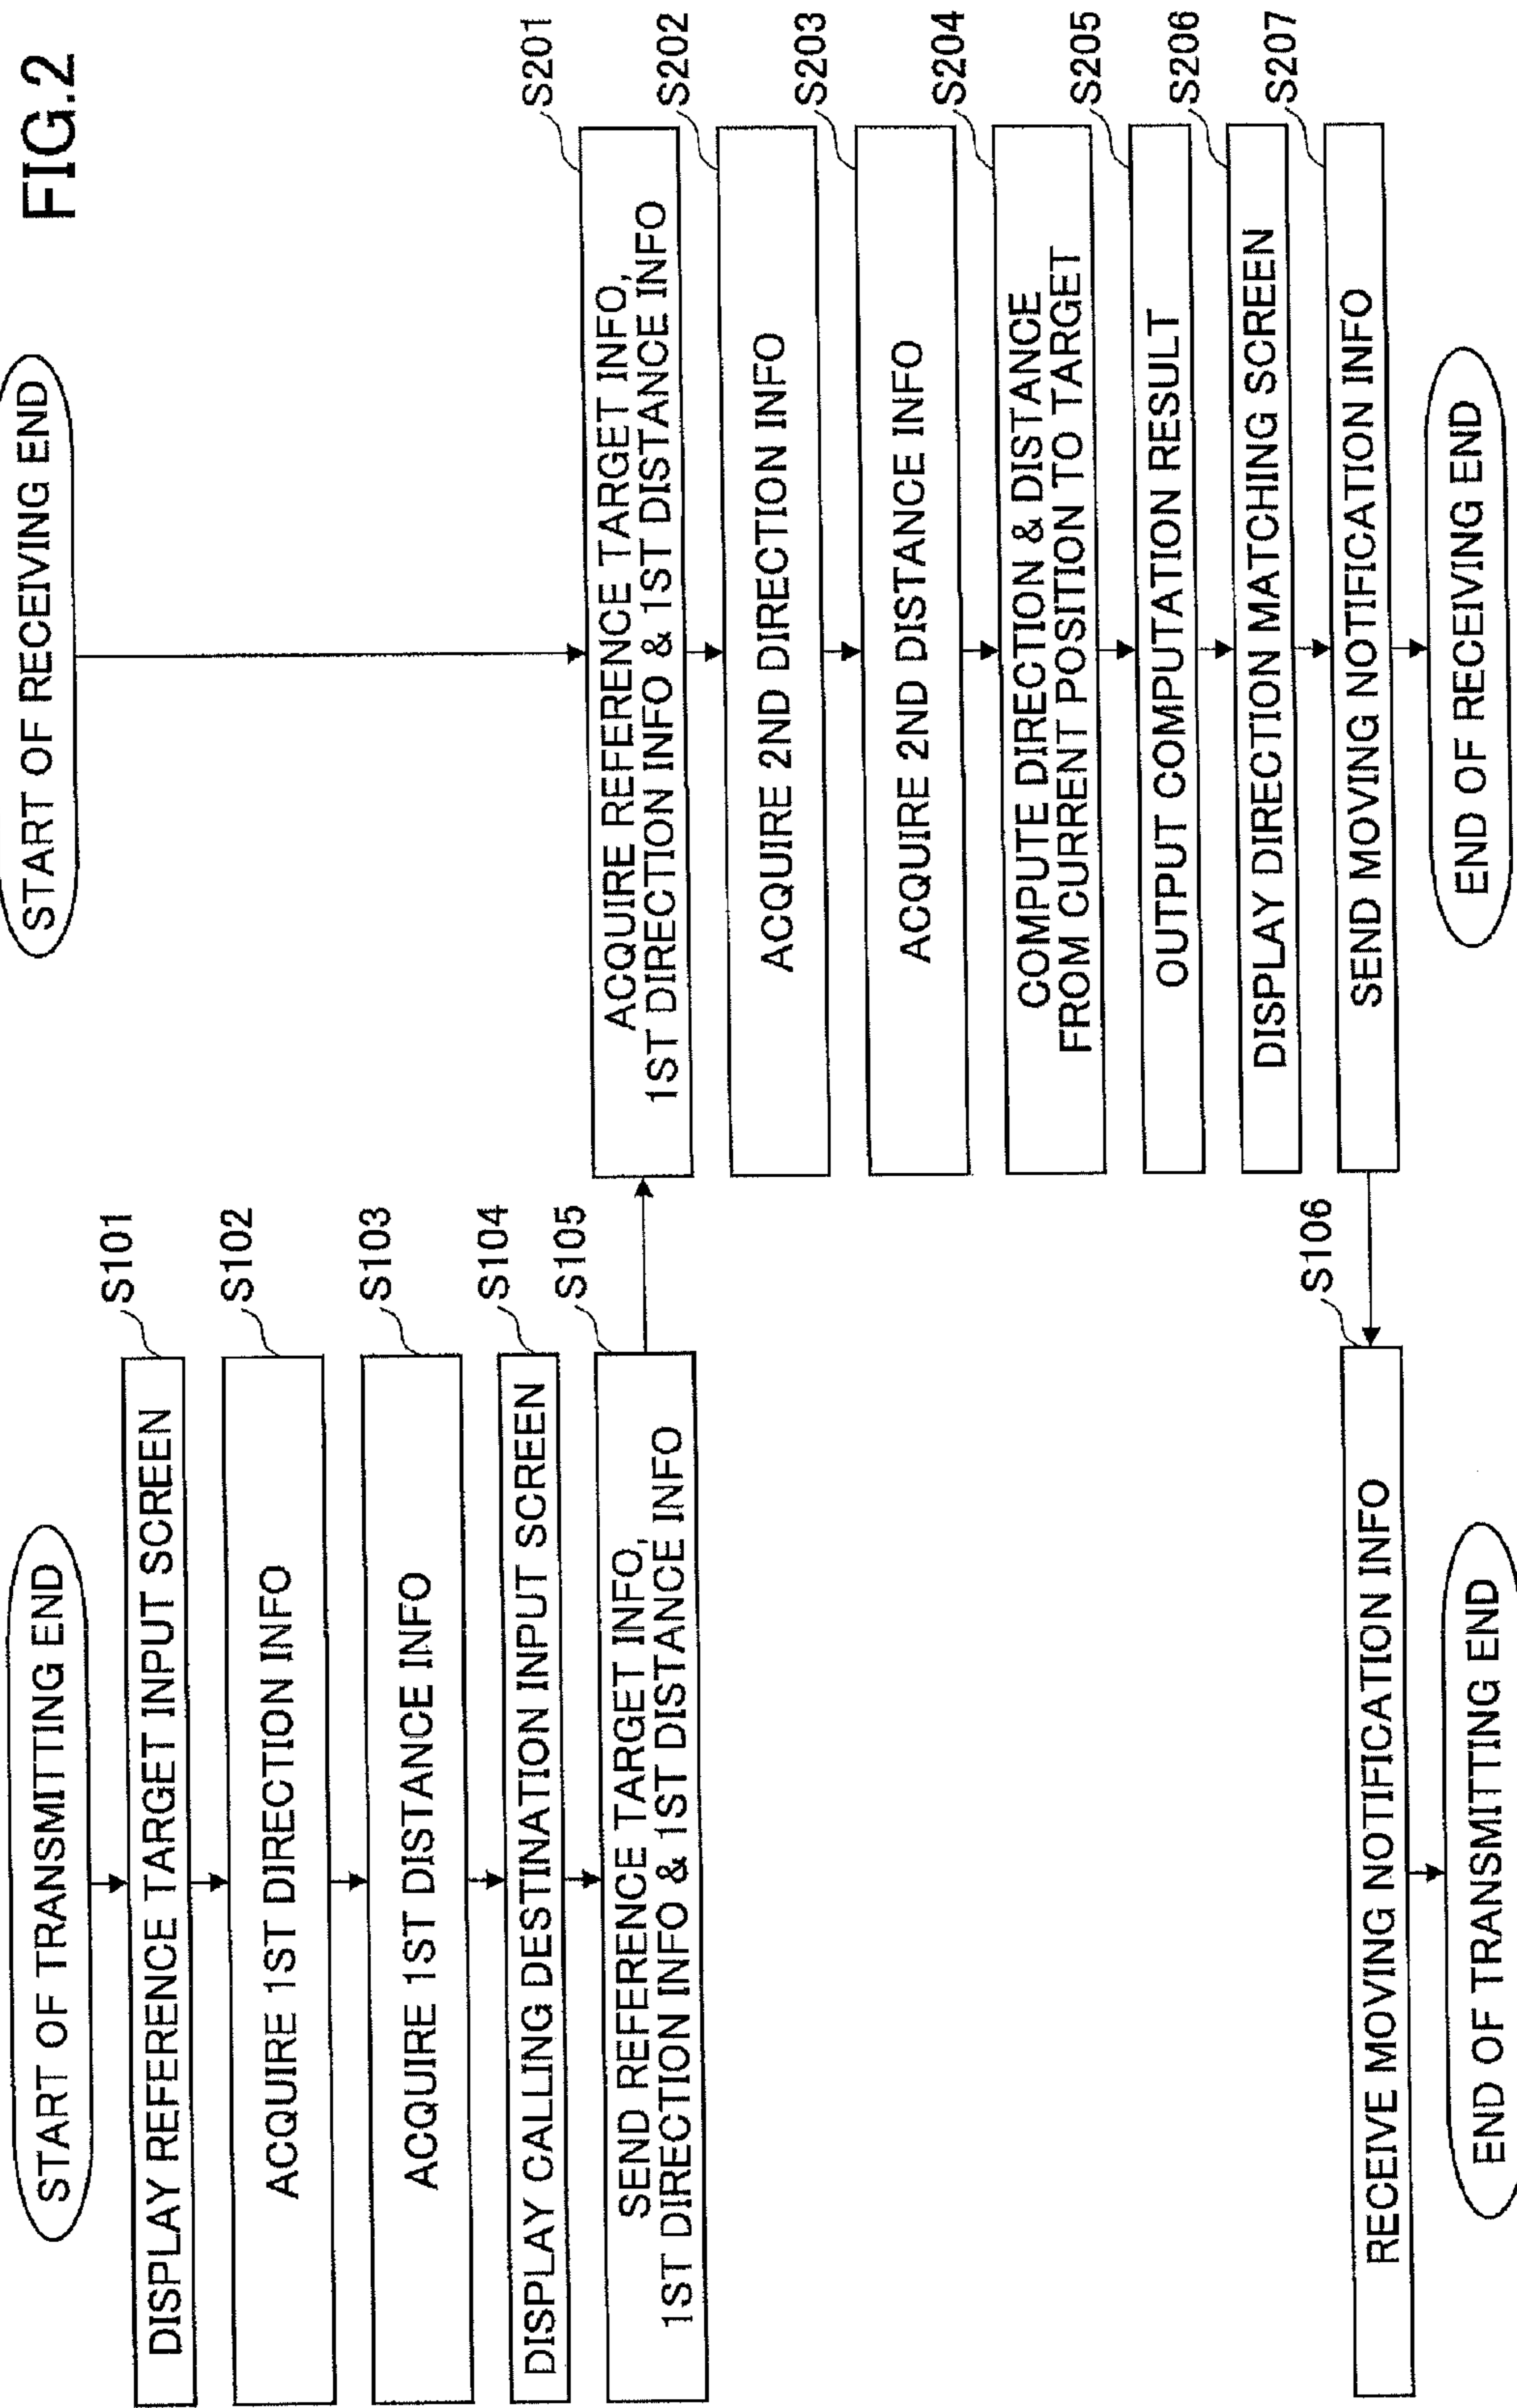 FIG.2
START OF TRANSMITTING END
S101
DISPLAY REFERENCE TARGET INPUT SCREEN
S102
ACQUIRE 1ST DIRECTION INFO
S103
ACQUIRE 1ST DISTANCE INFO
S104
DISPLAY CALLING DESTINATION INPUT SCREEN
S105
SEND REFERENCE TARGET INFO,
1ST DIRECTION INFO & 1ST DISTANCE INFO
S106
RECEIVE MOVING NOTIFICATION INFO
END OF TRANSMITTING END
START OF RECEIVING END
S201
ACQUIRE REFERENCE TARGET INFO,
1ST DIRECTION INFO & 1ST DISTANCE INFO
S202
ACQUIRE 2ND DIRECTION INFO
S203
ACQUIRE 2ND DISTANCE INFO
S204
COMPUTE DIRECTION & DISTANCE
FROM CURRENT POSITION TO TARGET
S205
OUTPUT COMPUTATION RESULT
S206
DISPLAY DIRECTION MATCHING SCREEN
S207
SEND MOVING NOTIFICATION INFO
END OF RECEIVING END